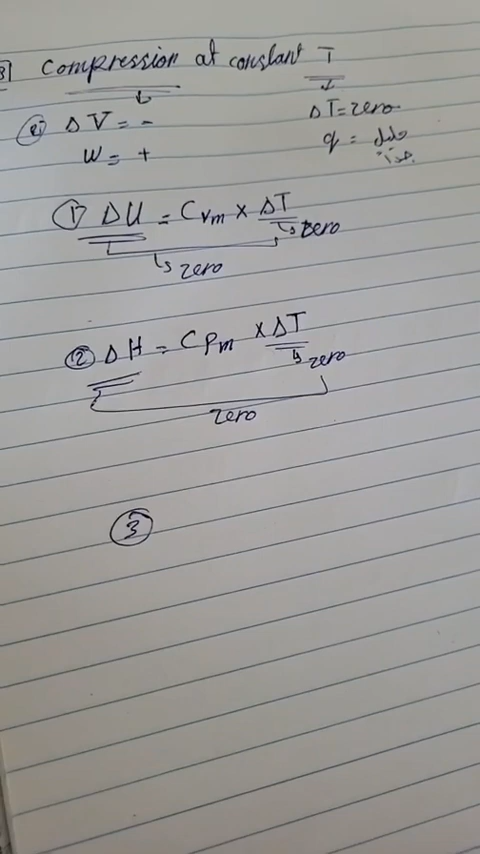 3 Compression at constant T
ΔT = zero
ΔV = -
W = +
q =
① ΔU = Cvm × ΔT
zero
zero
② ΔH = CPm × ΔT
zero
zero
③